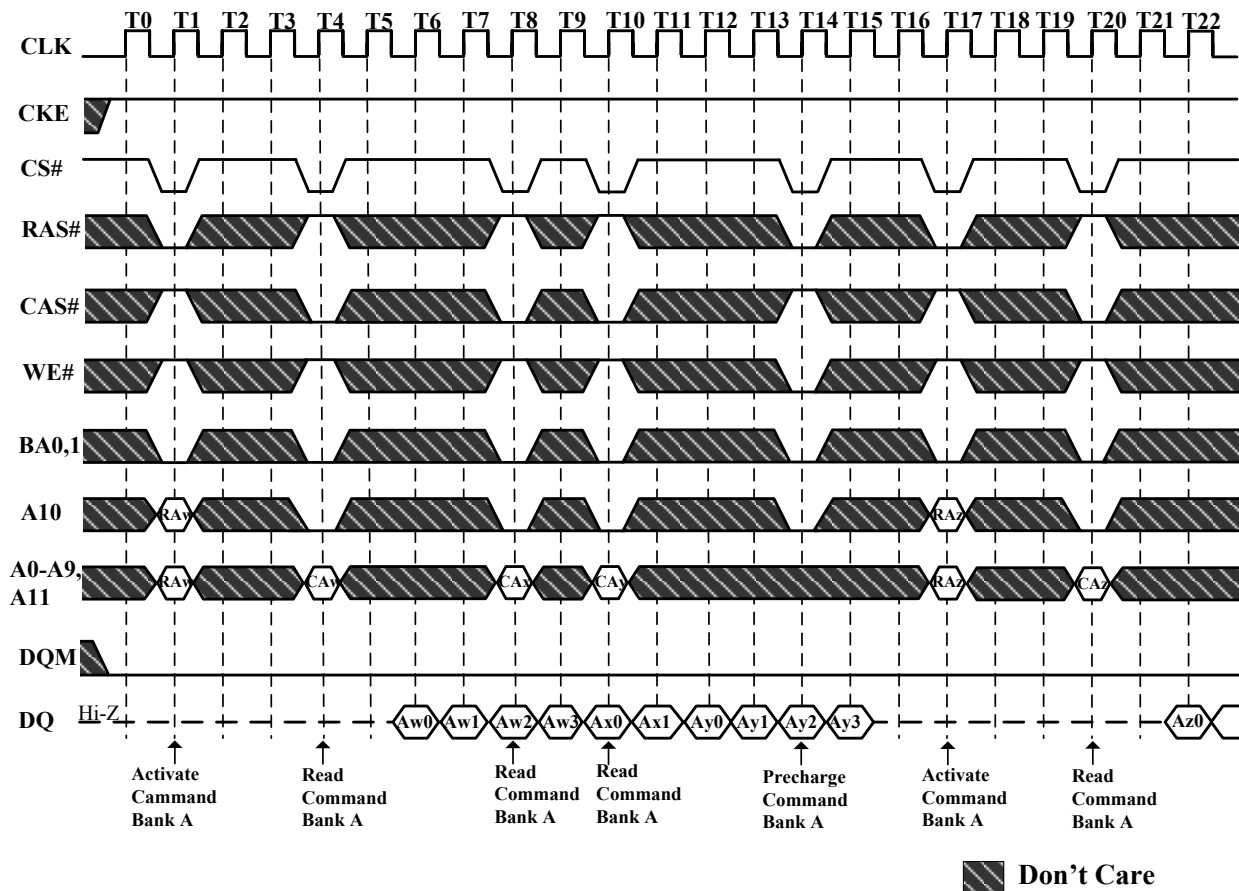 T0 T1 T2 T3 T4 T5 T6 T7 T8 T9 T10 T11 T12 T13 T14 T15 T16 T17 T18 T19 T20 T21 T22
CLK
CKE
CS#
RAS#
CAS#
WE#
BA0,1
A10 RAw RAz
A0-A9,
A11 RAw CAw CAx CAy RAz CAz
DQM
DQ Hi-Z Aw0 Aw1 Aw2 Aw3 Ax0 Ax1 Ay0 Ay1 Ay2 Ay3 Az0
Activate
Cammand
Bank A
Read
Command
Bank A
Read
Command
Bank A
Read
Command
Bank A
Precharge
Command
Bank A
Activate
Command
Bank A
Read
Command
Bank A
Don't Care